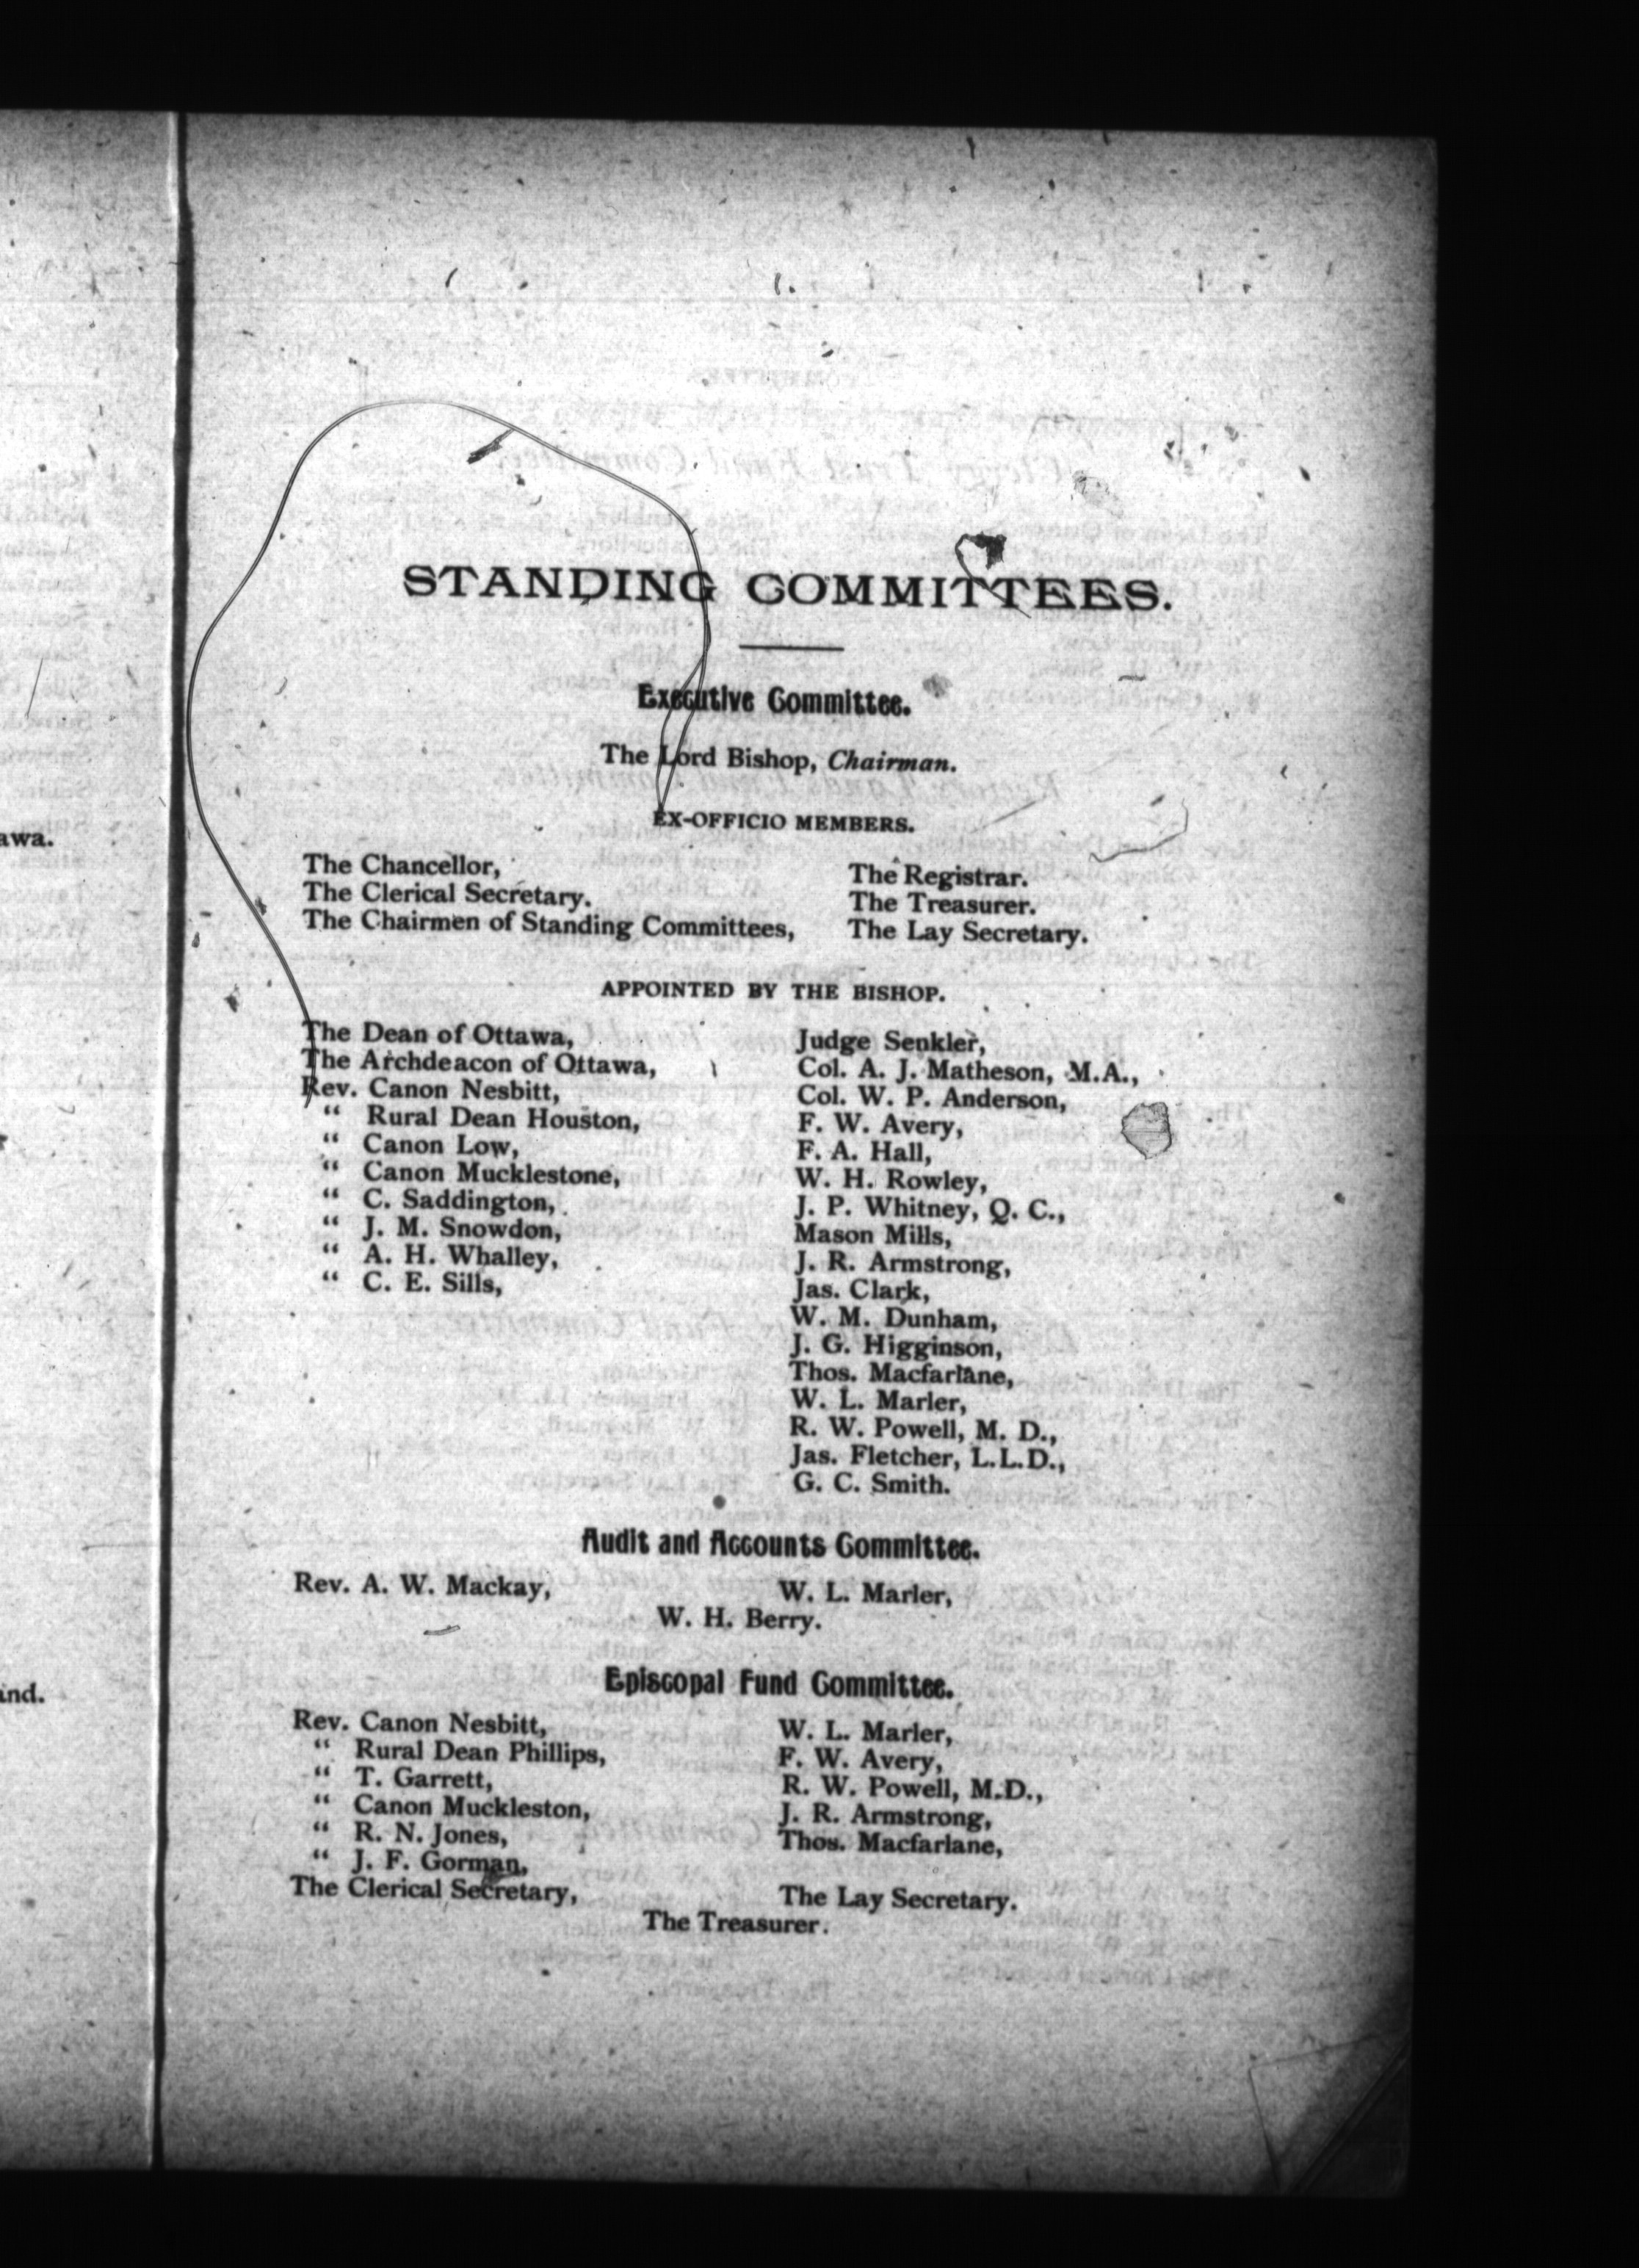 STANDING COMMITTEES.
Executive Committee.
The Lord Bishop, Chairman.
EX-OFFICIO MEMBERS.
The Chancellor,
The Clerical Secretary.
The Chairmen of Standing Committees,
The Registrar.
The Treasurer.
The Lay Secretary.
APPOINTED BY THE BISHOP.
The Dean of Ottawa,
The Archdeacon of Ottawa,
Rev. Canon Nesbitt,
“ Rural Dean Houston,
“ Canon Low,
“ Canon Mucklestone,
“ C. Saddington,
“ J. M. Snowdon,
“ A. H. Whalley,
“ C. E. Sills,
Judge Senkler,
Col. A. J. Matheson, M.A.,
Col. W. P. Anderson,
F. W. Avery,
F. A. Hall,
W. H. Rowley,
J. P. Whitney, Q. C.,
Mason Mills,
J. R. Armstrong,
Jas. Clark,
W. M. Dunham,
J. G. Higginson,
Thos. Macfarlane,
W. L. Marler,
R. W. Powell, M. D.,
Jas. Fletcher, L.L.D.,
G. C. Smith.
Audit and Accounts Committee.
Rev. A. W. Mackay,
W. L. Marler,
W. H. Berry.
Episcopal Fund Committee.
Rev. Canon Nesbitt,
“ Rural Dean Phillips,
“ T. Garrett,
“ Canon Muckleston,
“ R. N. Jones,
“ J. F. Gorman,
The Clerical Secretary,
W. L. Marler,
F. W. Avery,
R. W. Powell, M.D.,
J. R. Armstrong,
Thos. Macfarlane,
The Lay Secretary.
The Treasurer.